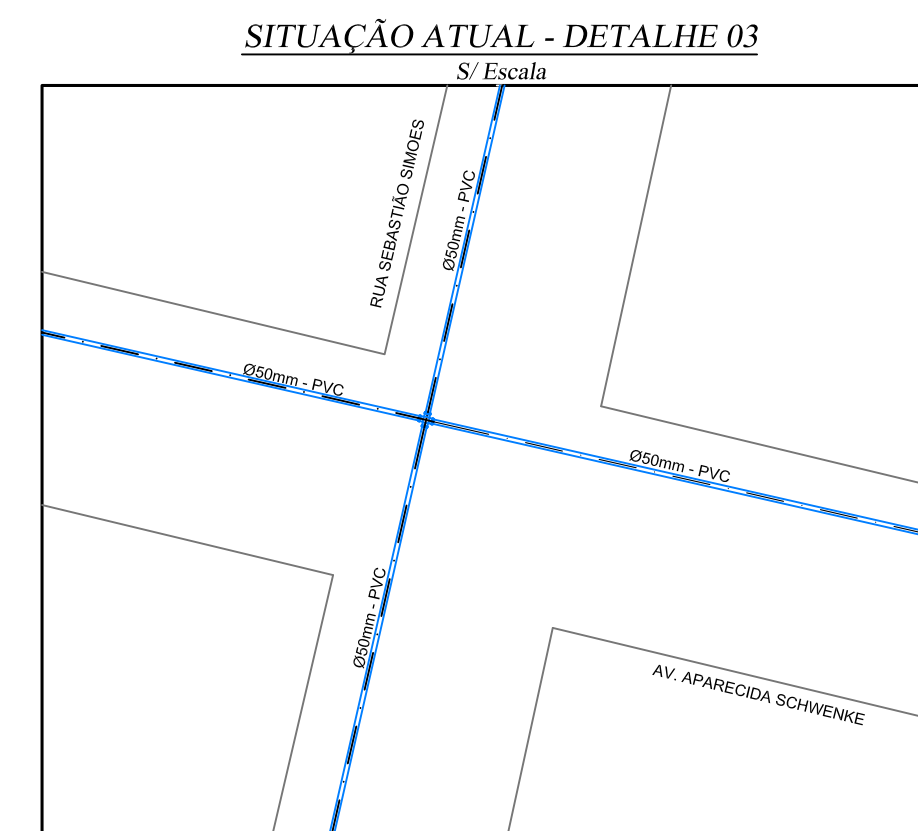 SITUAÇÃO ATUAL - DETALHE 03
S/ Escala
RUA SEBASTIÃO SIMOES
Ø50mm - PVC
Ø50mm - PVC
Ø50mm - PVC
Ø50mm - PVC
AV. APARECIDA SCHWENKE